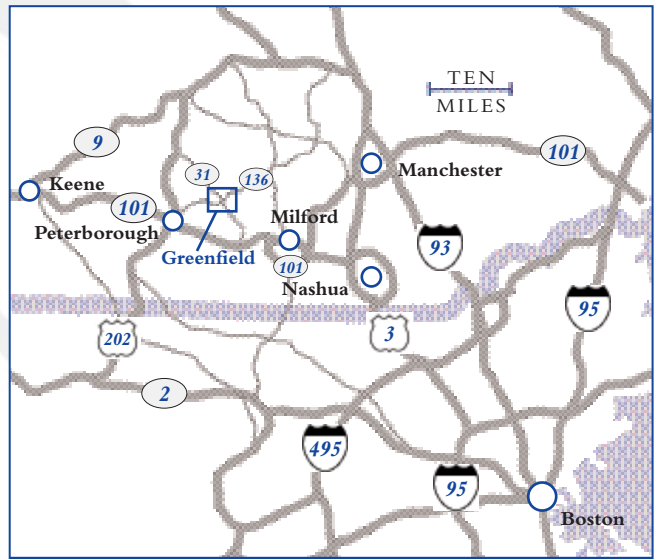 TEN
MILES
9
101
Manchester
31
136
Keene
101
Milford
Peterborough
93
Greenfield
101
Nashua
95
3
202
2
495
95
Boston